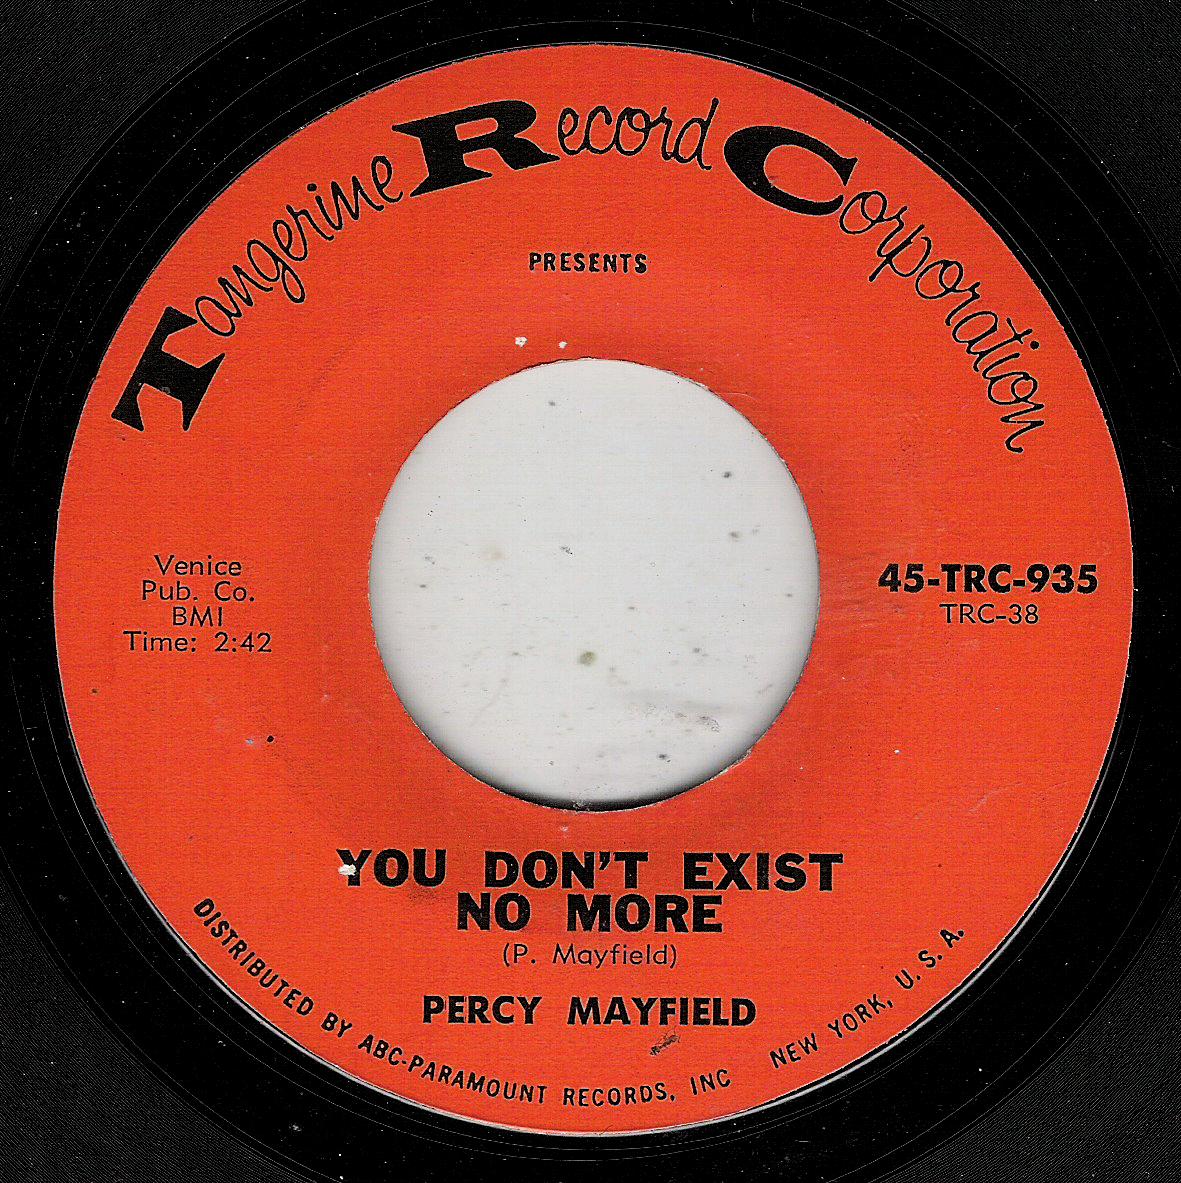 Tangerine Record Corporation
PRESENTS
Venice
Pub. Co.
BMI
Time: 2:42
45-TRC-935
TRC-38
YOU DON'T EXIST
NO MORE
(P. Mayfield)
PERCY MAYFIELD
DISTRIBUTED BY ABC-PARAMOUNT RECORDS, INC NEW YORK, U. S. A.